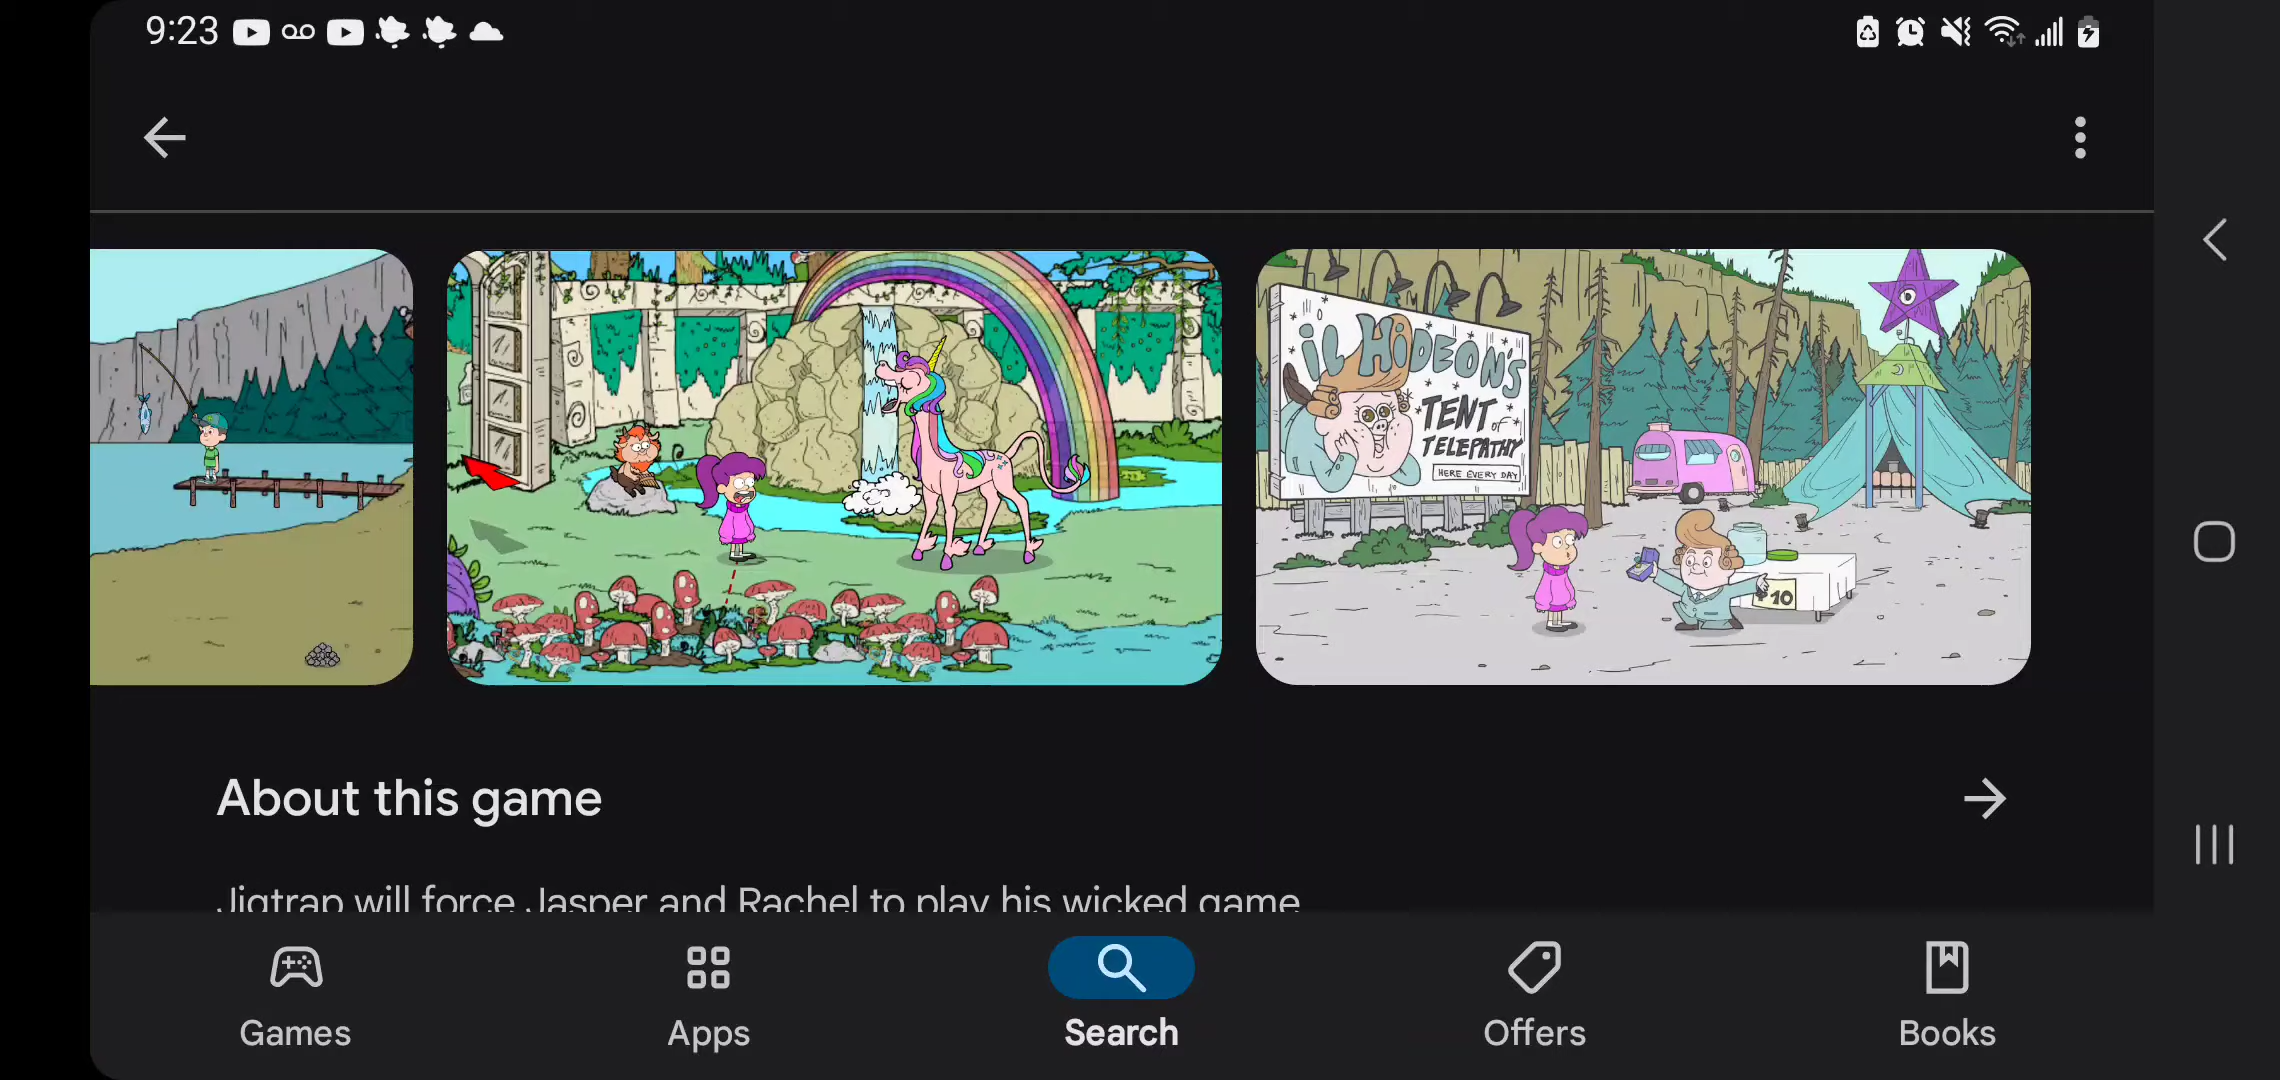 9:23
iL HiDEON'S
TENT of
TELEPATHY
HERE EVERY DAY
10
About this game
Jigtrap will force Jasper and Rachel to play his wicked game
Games
Apps
Search
Offers
Books